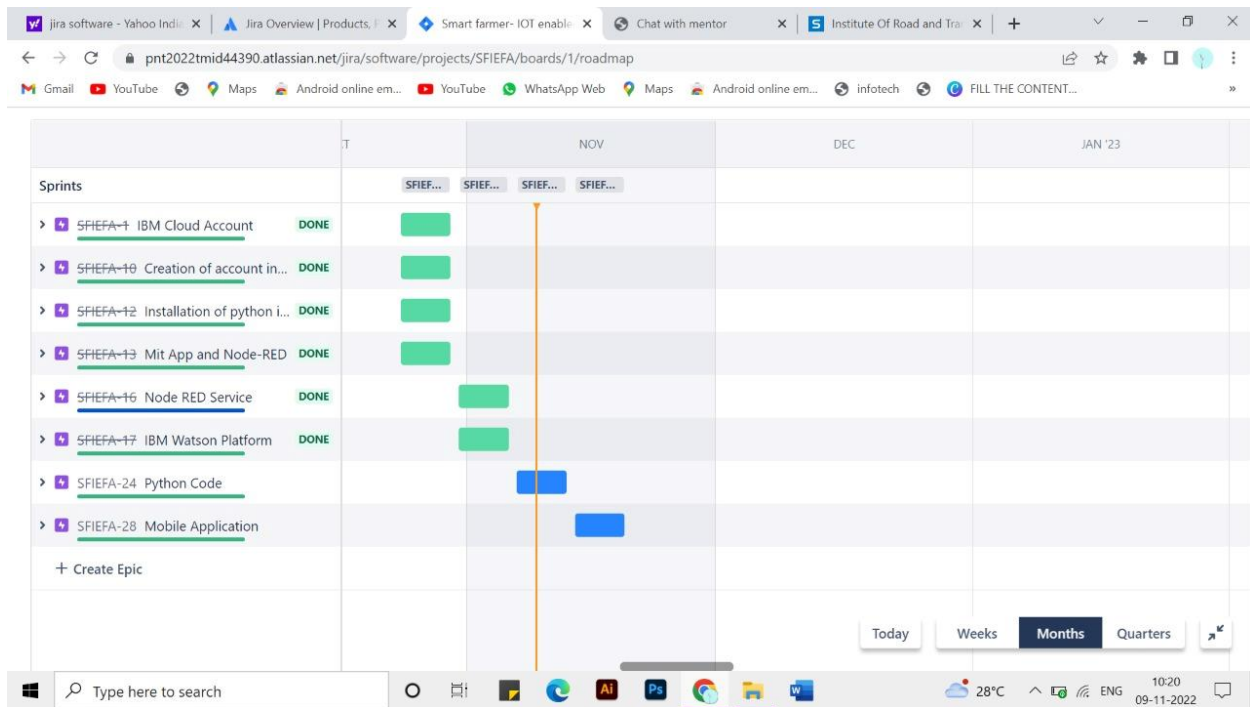 jira software - Yahoo Indi
Jira Overview | Products,
Smart farmer- IOT enable
Chat with mentor
Institute Of Road and Tra
pnt2022tmid44390.atlassian.net/jira/software/projects/SFIEFA/boards/1/roadmap
Gmail YouTube Maps Android online em... YouTube WhatsApp Web Maps Android online em... infotech FILL THE CONTENT... »
NOV DEC JAN '23
Sprints SFIEF... SFIEF... SFIEF... SFIEF...
SFIEFA-1 IBM Cloud Account DONE
SFIEFA-10 Creation of account in... DONE
SFIEFA-12 Installation of python i... DONE
SFIEFA-13 Mit App and Node-RED DONE
SFIEFA-16 Node RED Service DONE
SFIEFA-17 IBM Watson Platform DONE
SFIEFA-24 Python Code
SFIEFA-28 Mobile Application
+ Create Epic
Today Weeks Months Quarters
Type here to search Ai Ps 28°C ENG 10:20
09-11-2022